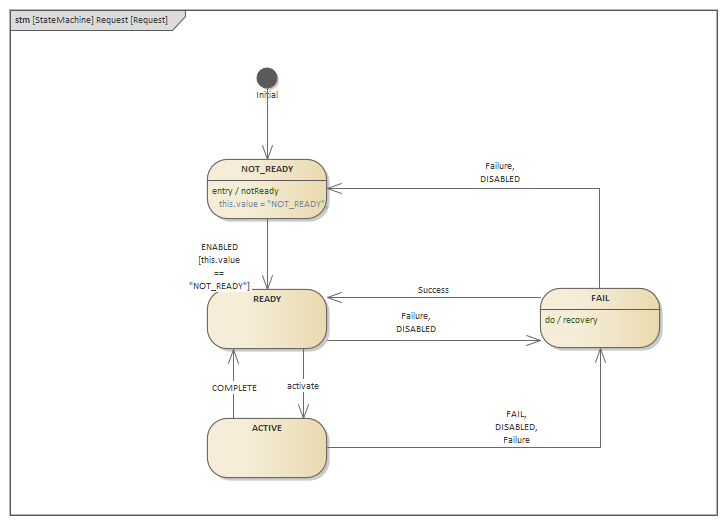 stm [StateMachine] Request [Request]
Initial
NOT_READY
entry / notReady
this.value = "NOT_READY"
Failure,
DISABLED
ENABLED
[this.value
==
"NOT_READY"]
READY
Success
Failure,
DISABLED
FAIL
do / recovery
COMPLETE
activate
ACTIVE
FAIL,
DISABLED,
Failure